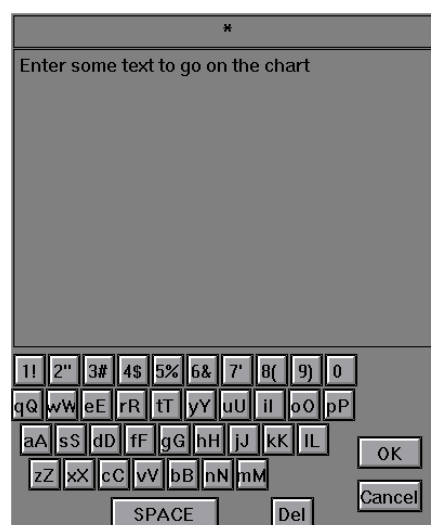 *
Enter some text to go on the chart
1! 2" 3# 4$ 5% 6& 7' 8( 9) 0
qQ wW eE rR tT yY uU iI oO pP
aA sS dD fF gG hH jJ kK lL
OK
zZ xX cC vV bB nN mM
Cancel
SPACE Del